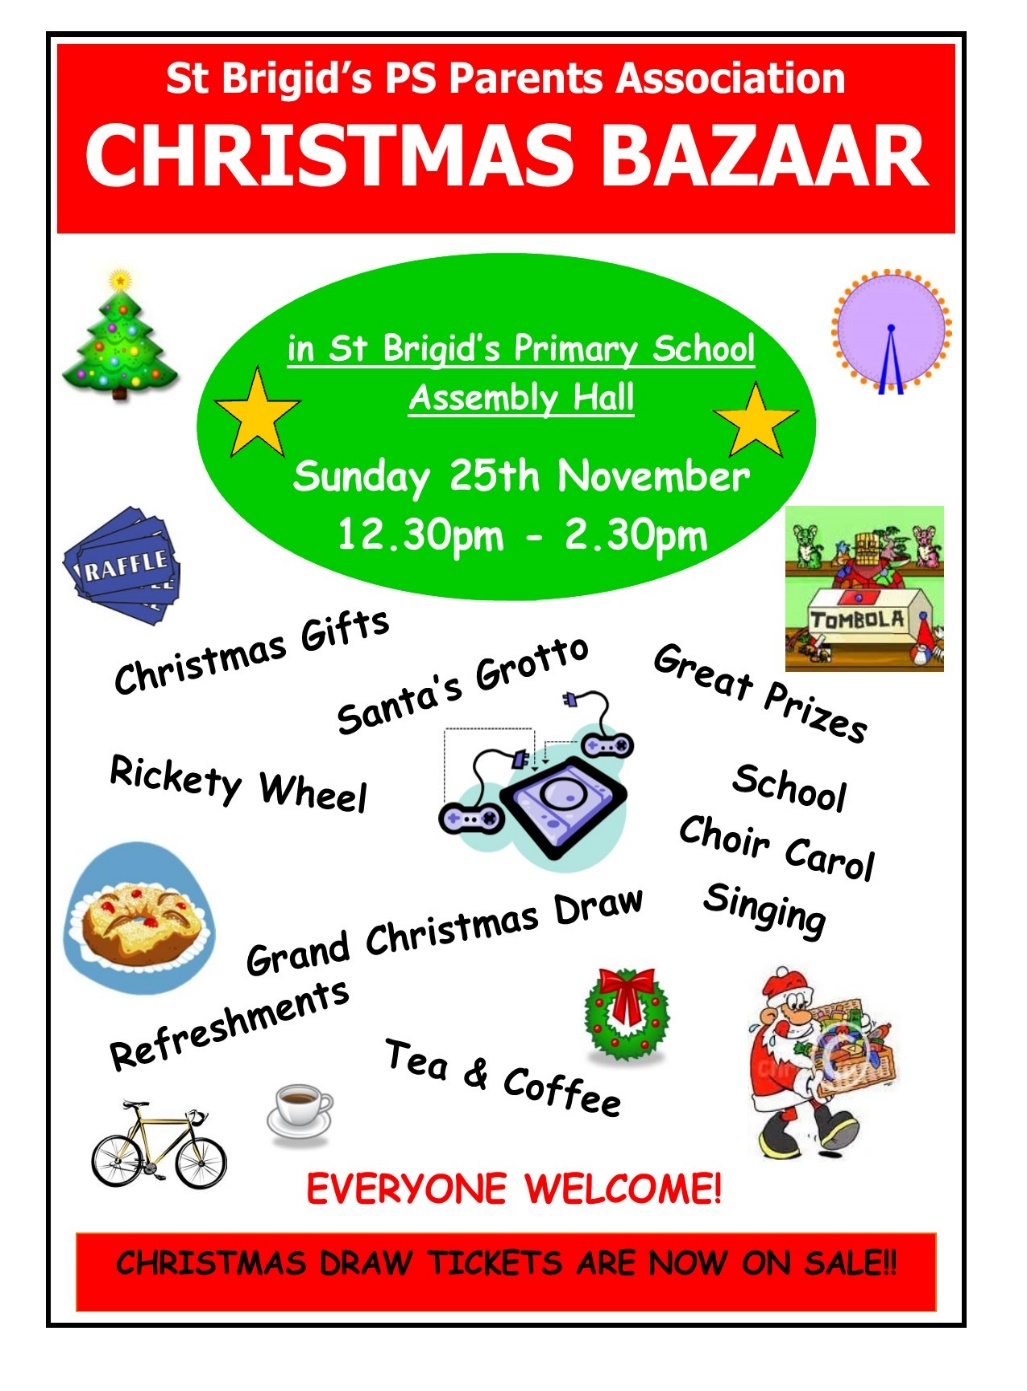 St Brigid's PS Parents Association
CHRISTMAS BAZAAR
in St Brigid's Primary School
Assembly Hall
Sunday 25th November
12.30pm - 2.30pm
RAFFLE
TOMBOLA
Christmas Gifts
Santa's Grotto
Great Prizes
Rickety Wheel
School
Choir Carol
Singing
Grand Christmas Draw
Refreshments
Tea & Coffee
EVERYONE WELCOME!
CHRISTMAS DRAW TICKETS ARE NOW ON SALE!!